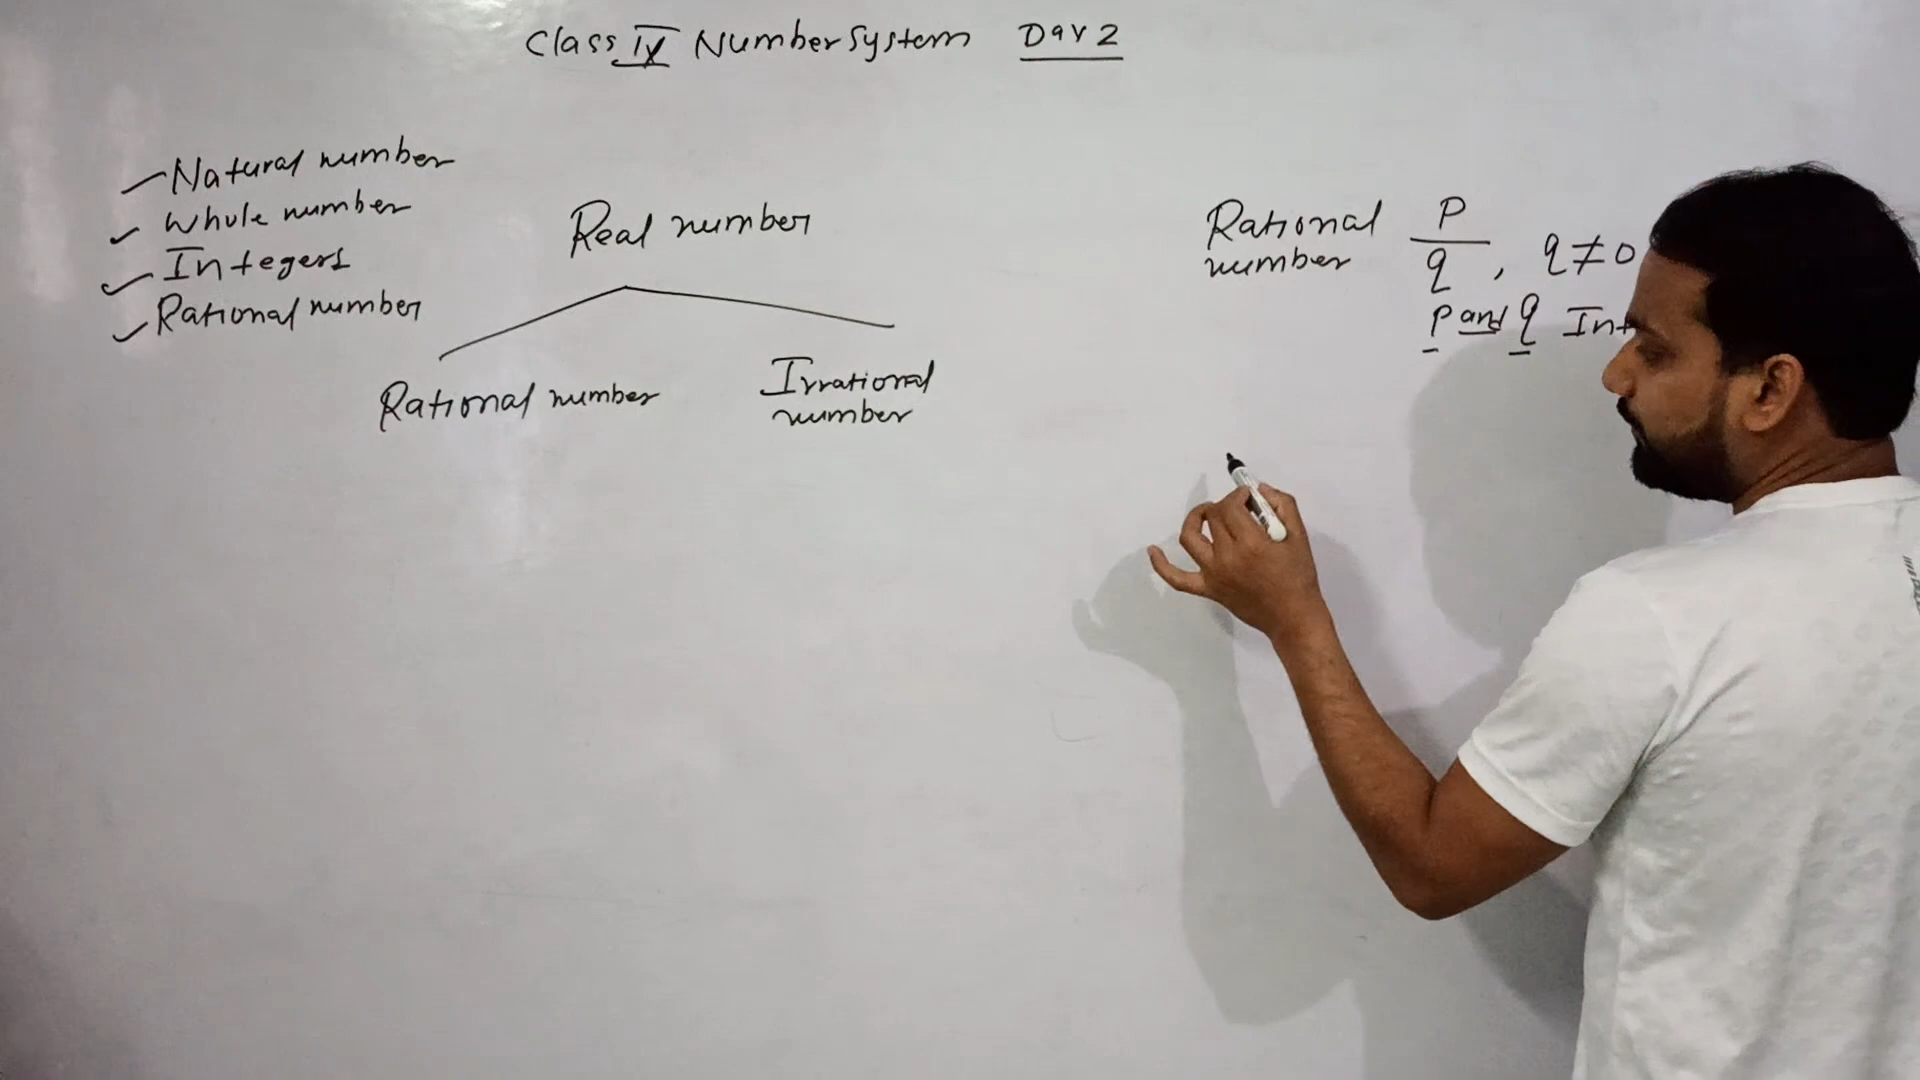 Class IX Number System Day 2
Natural number
Whole number
Integers
Rational number
Real number
Rational number
Irrational
number
Rational
number
P
q , q≠0
P and q Int